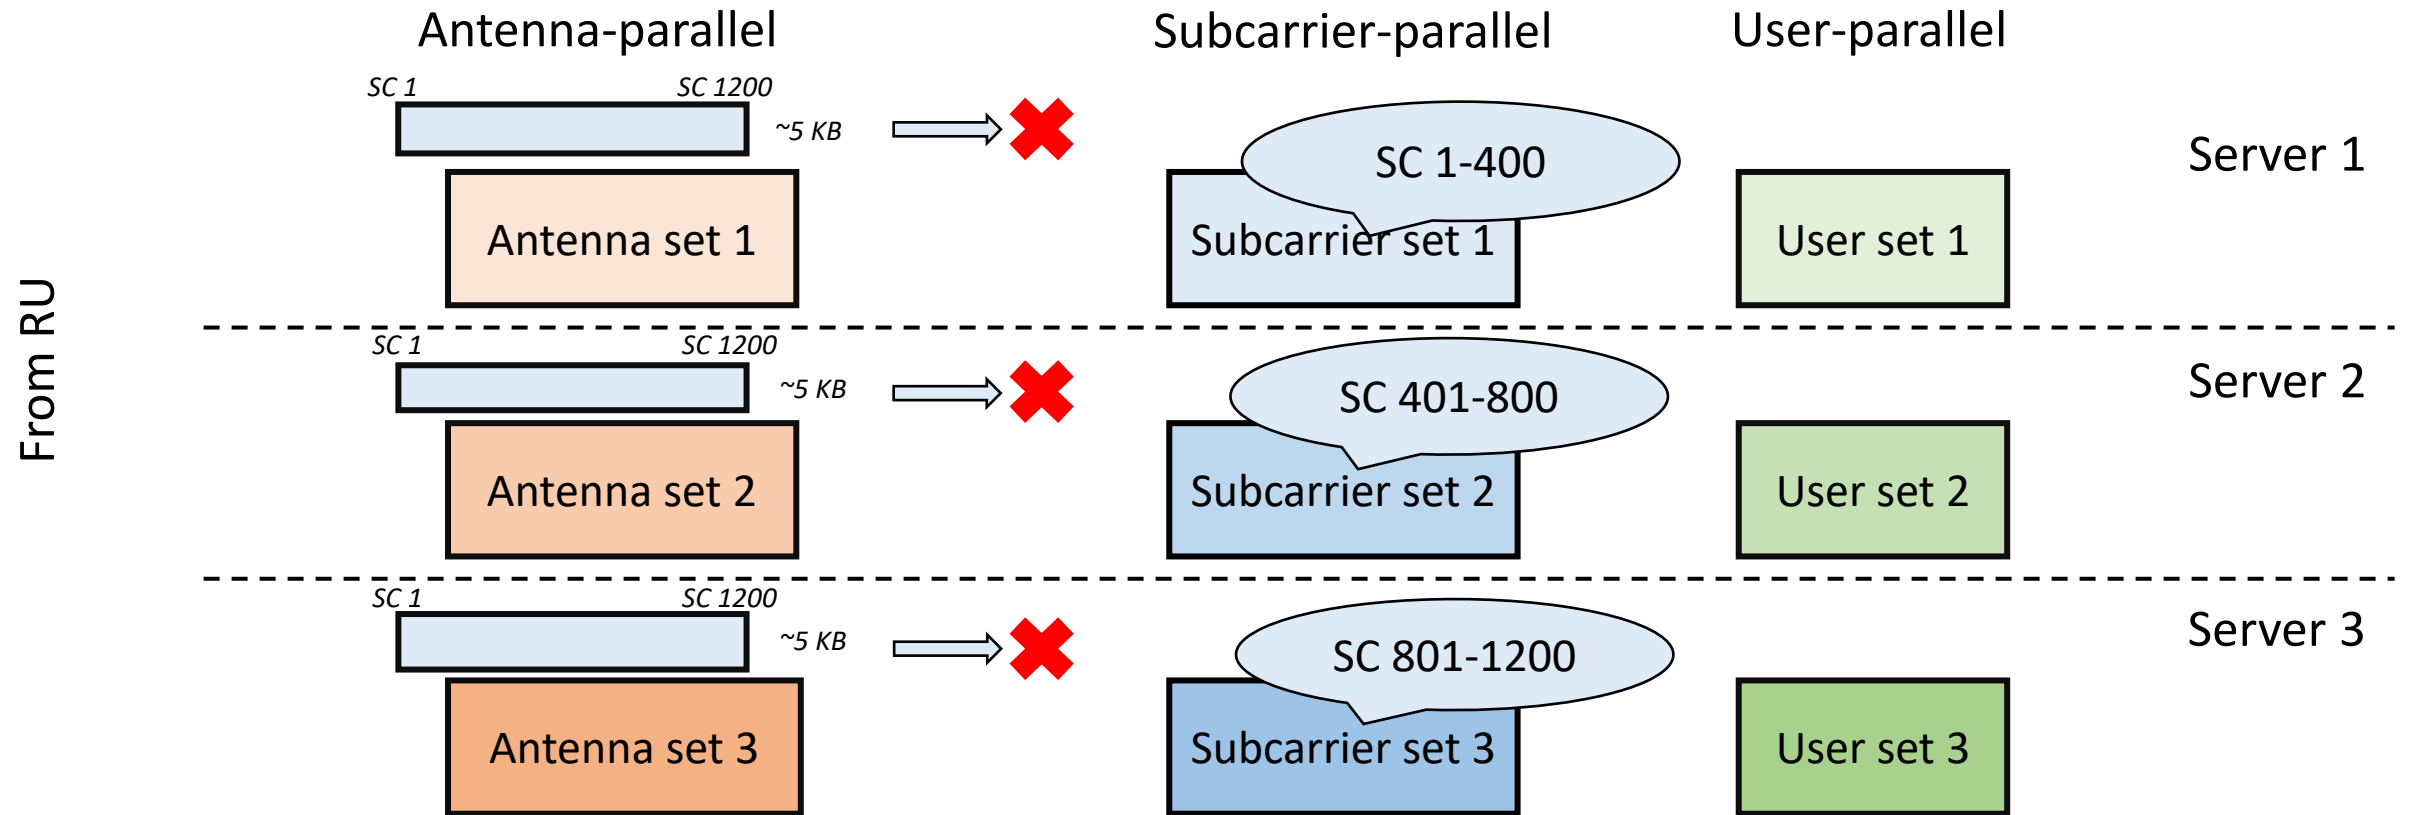 Antenna-parallel
Subcarrier-parallel
User-parallel
From RU
SC 1
SC 1200
~5 KB
SC 1-400
Server 1
Antenna set 1
Subcarrier set 1
User set 1
SC 1
SC 1200
~5 KB
SC 401-800
Server 2
Antenna set 2
Subcarrier set 2
User set 2
SC 1
SC 1200
~5 KB
SC 801-1200
Server 3
Antenna set 3
Subcarrier set 3
User set 3